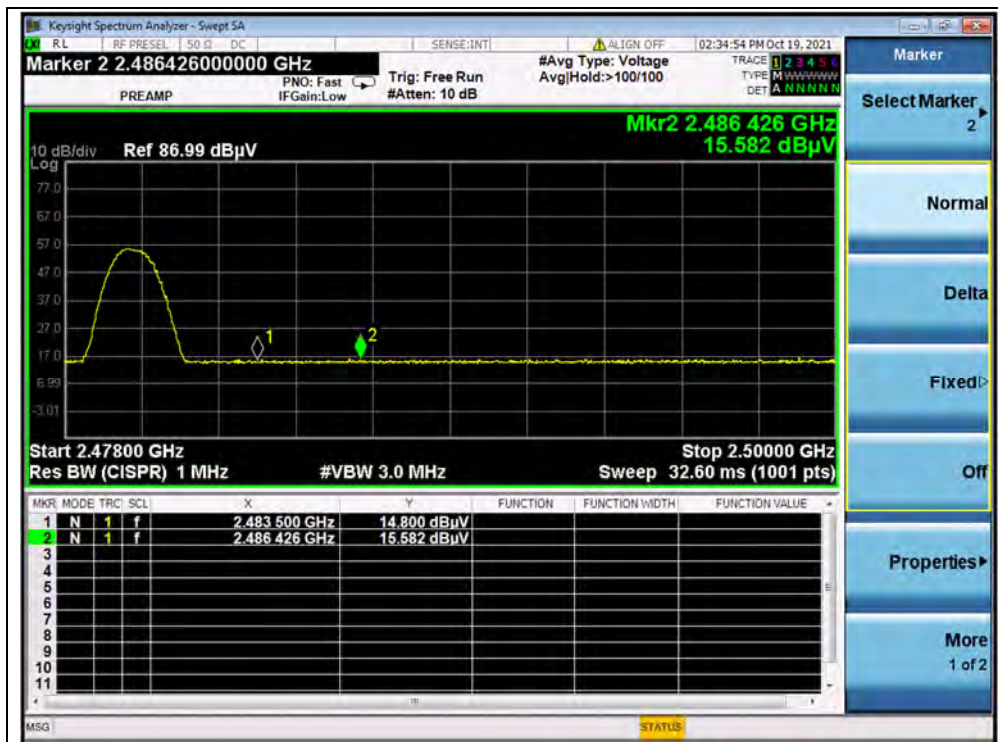 Keysight Spectrum Analyzer - Swept SA
LXI RL RF PRESEL 50 Ω DC SENSE:INT ALIGN OFF 02:34:54 PM Oct 19, 2021
Marker 2 2.486426000000 GHz
PREAMP
PNO: Fast
IFGain:Low
Trig: Free Run
#Atten: 10 dB
#Avg Type: Voltage
Avg|Hold:>100/100
TRACE 1 2 3 4 5 6
TYPE M WWWWW
DET A N N N N N
Mkr2 2.486 426 GHz
15.582 dBµV
10 dB/div Ref 86.99 dBµV
Log
77.0
67.0
57.0
47.0
37.0
27.0
17.0
6.99
-3.01
1
2
Start 2.47800 GHz Stop 2.50000 GHz
Res BW (CISPR) 1 MHz #VBW 3.0 MHz Sweep 32.60 ms (1001 pts)
MKR MODE TRC SCL X Y FUNCTION FUNCTION WIDTH FUNCTION VALUE
1 N 1 f 2.483 500 GHz 14.800 dBµV
2 N 1 f 2.486 426 GHz 15.582 dBµV
3
4
5
6
7
8
9
10
11
MSG STATUS
Marker
Select Marker
2
Normal
Delta
Fixed
Off
Properties
More
1 of 2